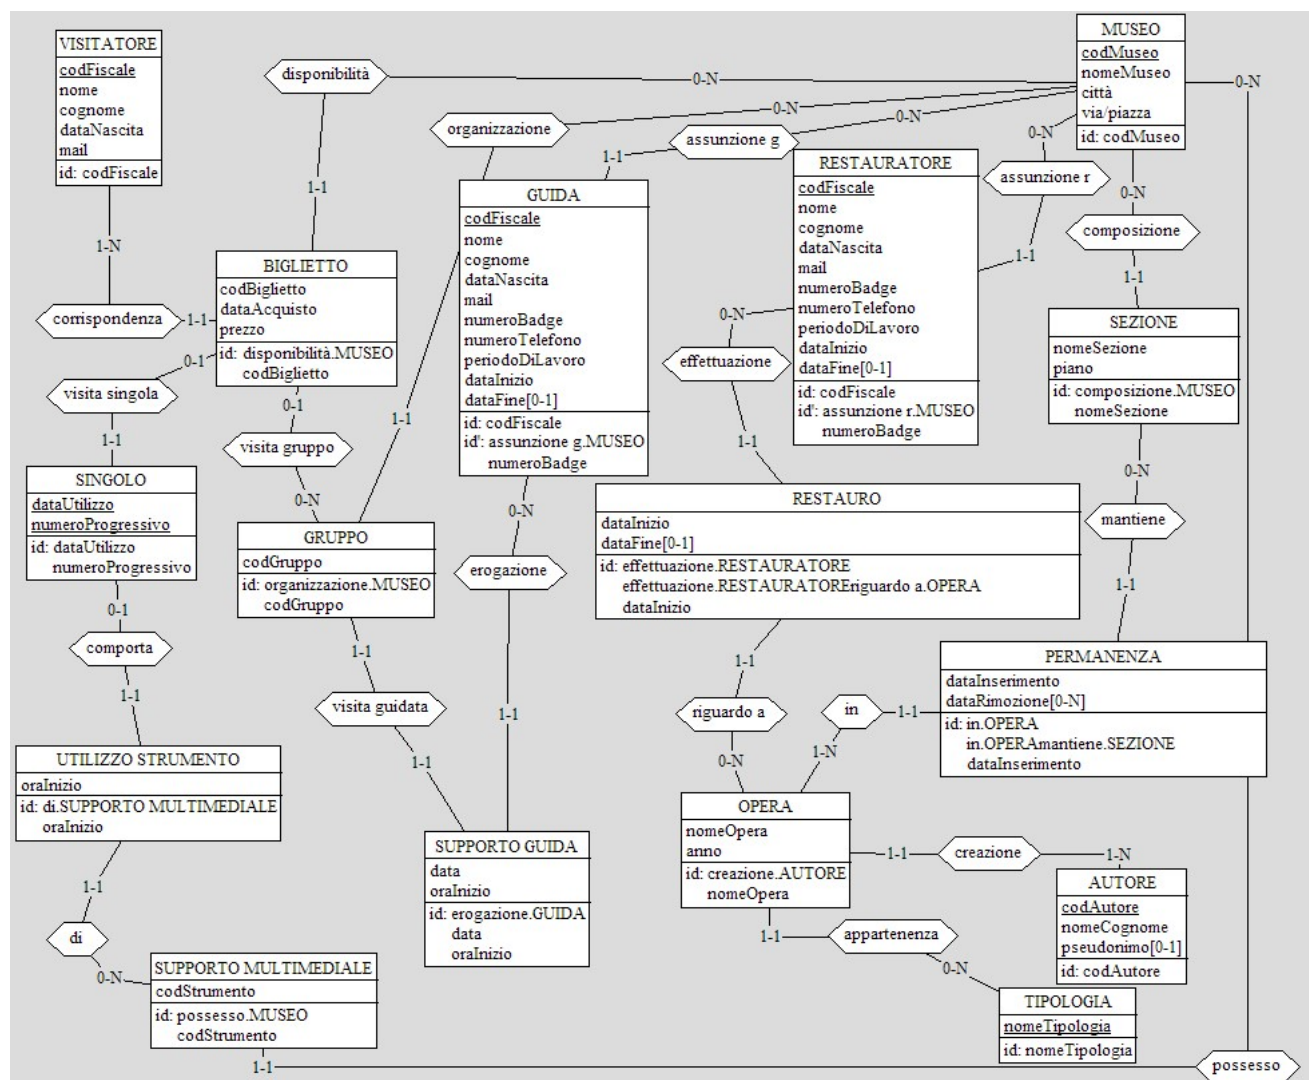 VISITATORE
codFiscale
nome
cognome
dataNascita
mail
id: codFiscale
disponibilità
0-N
MUSEO
codMuseo
nomeMuseo
città
via/piazza
id: codMuseo
0-N
organizzazione
0-N
assunzione g
0-N
1-1
0-N
assunzione r
1-1
GUIDA
codFiscale
nome
cognome
dataNascita
mail
numeroBadge
numeroTelefono
periodoDiLavoro
dataInizio
dataFine[0-1]
id: codFiscale
id': assunzione g.MUSEO
numeroBadge
RESTAURATORE
codFiscale
nome
cognome
dataNascita
mail
numeroBadge
numeroTelefono
periodoDiLavoro
dataInizio
dataFine[0-1]
id: codFiscale
id': assunzione r.MUSEO
numeroBadge
0-N
composizione
1-1
1-1
1-N
corrispondenza
1-1
BIGLIETTO
codBiglietto
dataAcquisto
prezzo
id: disponibilità.MUSEO
codBiglietto
0-1
visita singola
1-1
0-1
visita gruppo
0-N
1-1
0-N
effettuazione
1-1
SEZIONE
nomeSezione
piano
id: composizione.MUSEO
nomeSezione
0-N
mantiene
1-1
SINGOLO
dataUtilizzo
numeroProgressivo
id: dataUtilizzo
numeroProgressivo
0-1
comporta
1-1
GRUPPO
codGruppo
id: organizzazione.MUSEO
codGruppo
1-1
visita guidata
1-1
0-N
erogazione
1-1
RESTAURO
dataInizio
dataFine[0-1]
id: effettuazione.RESTAURATORE
effettuazione.RESTAURATOREriguardo a.OPERA
dataInizio
1-1
riguardo a
0-N
in
1-1
1-N
PERMANENZA
dataInserimento
dataRimozione[0-N]
id: in.OPERA
in.OPERAmantiene.SEZIONE
dataInserimento
UTILIZZO STRUMENTO
oraInizio
id: di.SUPPORTO MULTIMEDIALE
oraInizio
1-1
di
0-N
SUPPORTO GUIDA
data
oraInizio
id: erogazione.GUIDA
data
oraInizio
OPERA
nomeOpera
anno
id: creazione.AUTORE
nomeOpera
1-1
creazione
1-N
AUTORE
codAutore
nomeCognome
pseudonimo[0-1]
id: codAutore
1-1
appartenenza
0-N
TIPOLOGIA
nomeTipologia
id: nomeTipologia
SUPPORTO MULTIMEDIALE
codStrumento
id: possesso.MUSEO
codStrumento
1-1
possesso